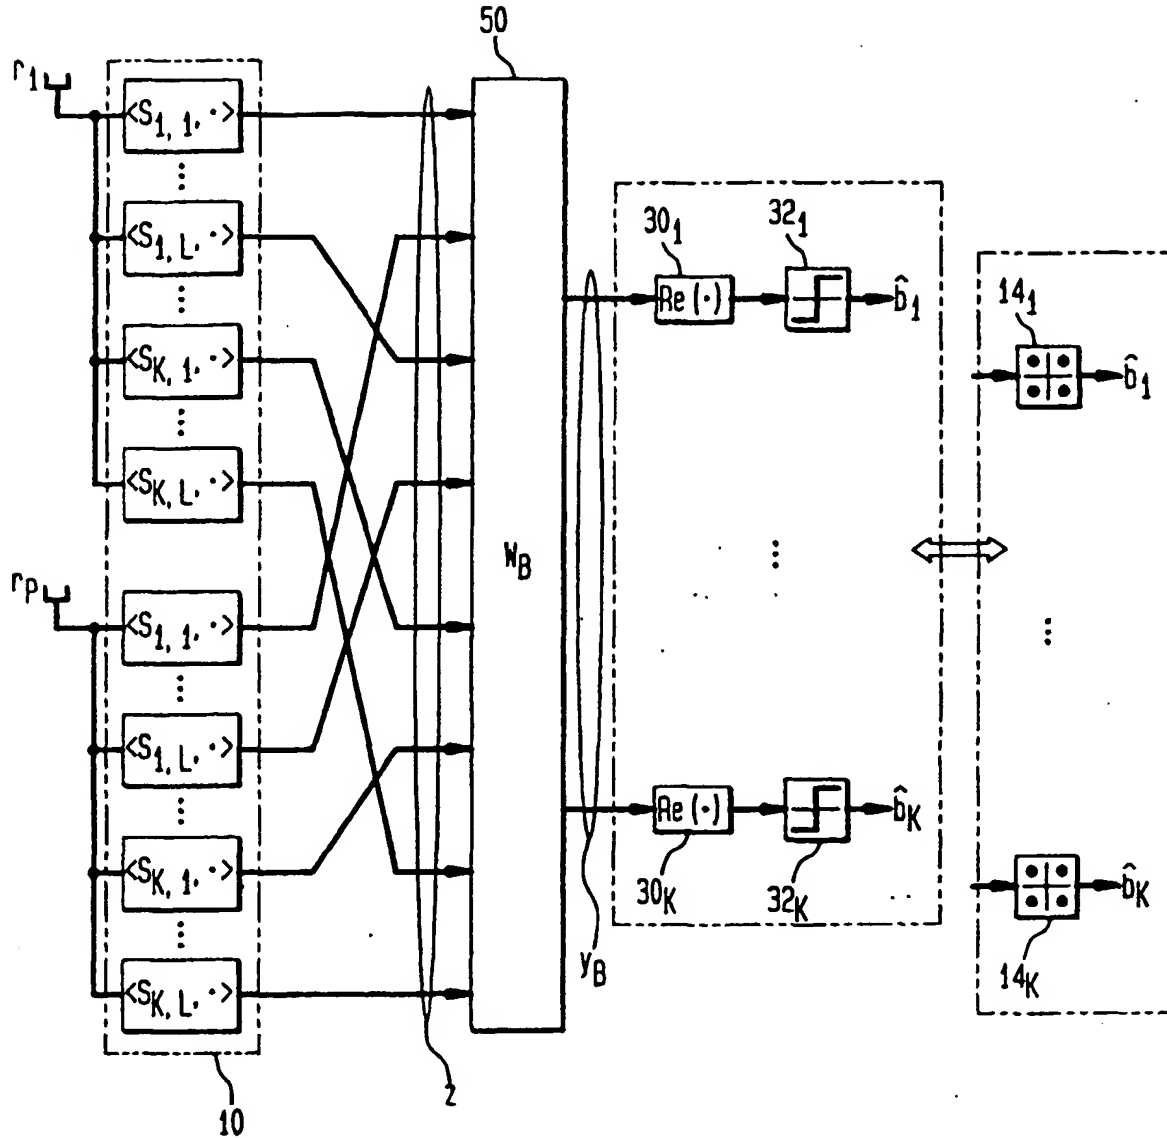 50
r1
<S1, 1, ·>
<S1, L, ·>
<SK, 1, ·>
<SK, L, ·>
rP
<S1, 1, ·>
<S1, L, ·>
<SK, 1, ·>
<SK, L, ·>
10
2
WB
yB
301
Re(·)
321
b̂1
Re(·)
30K
32K
b̂K
141
b̂1
b̂K
14K